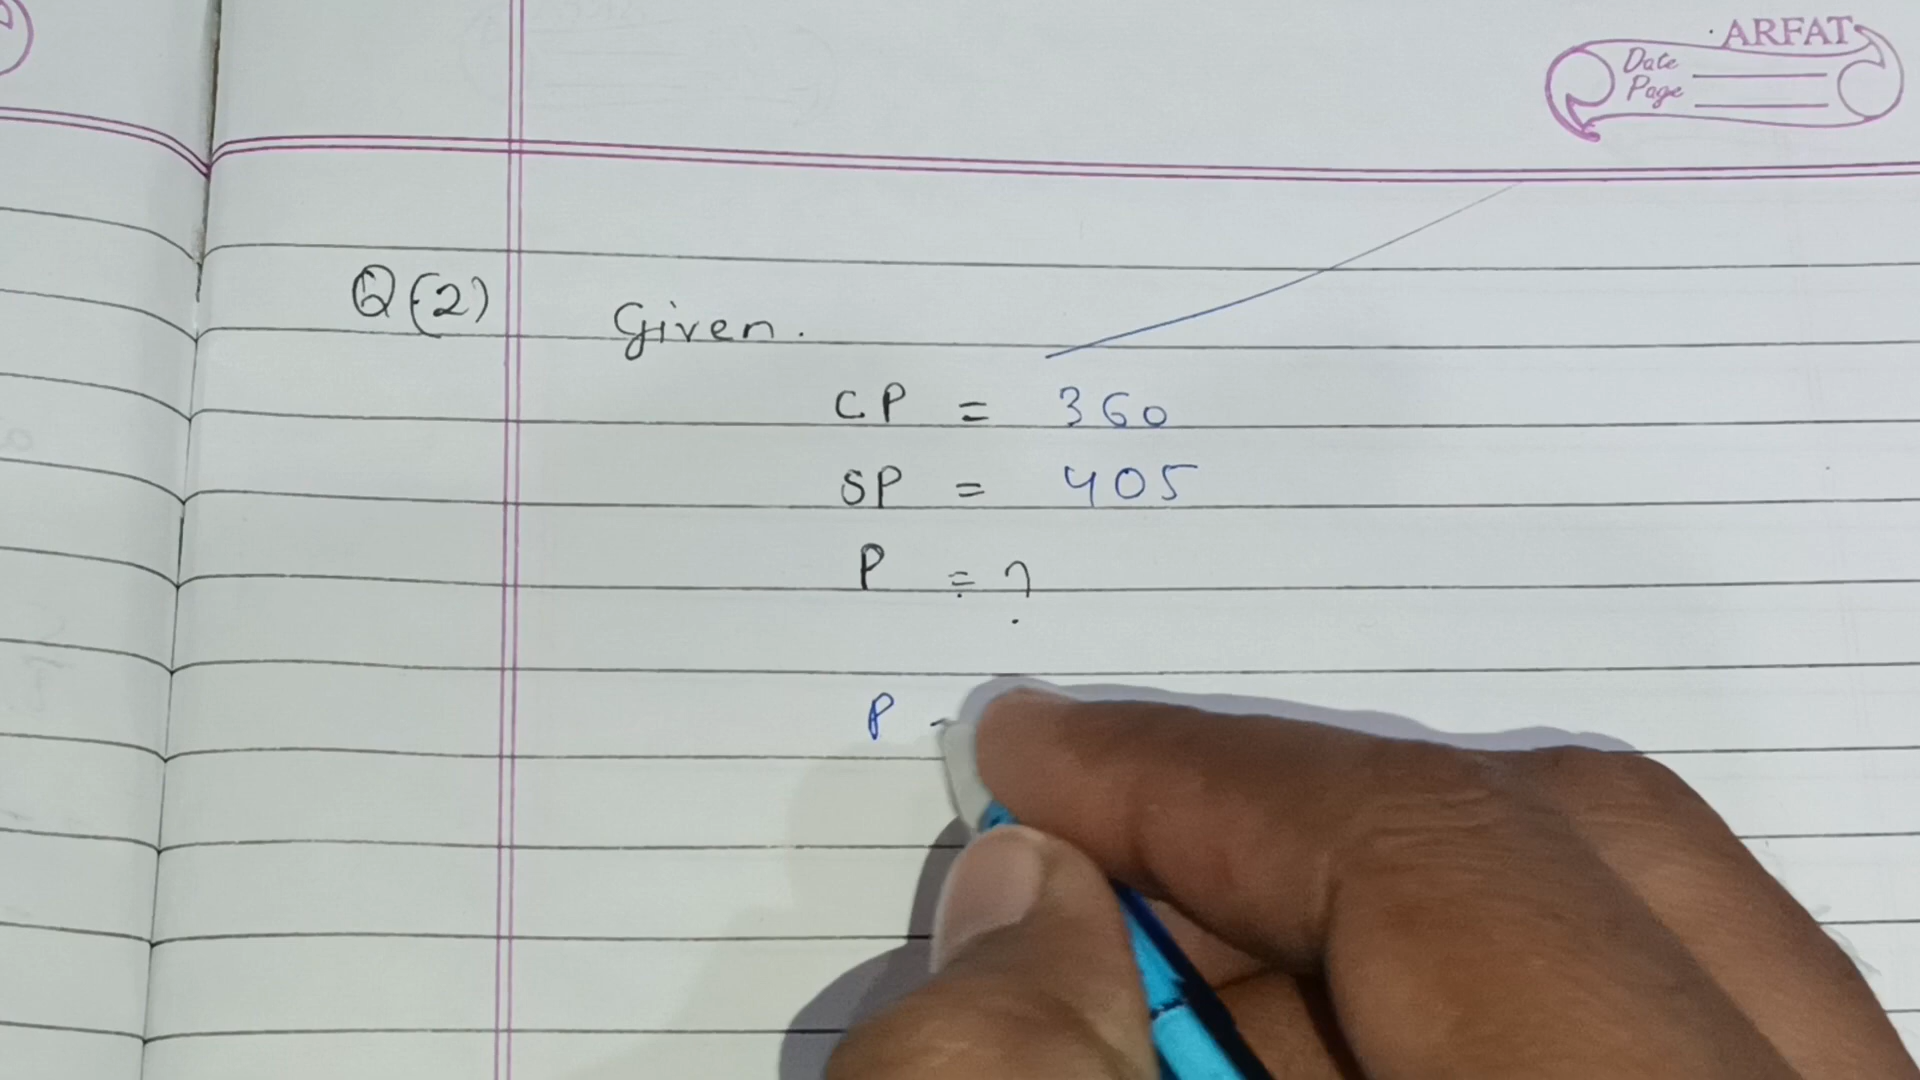 ARFAT
Date
Page
Q(2) Given.
CP = 360
SP = 405
P = ?
P